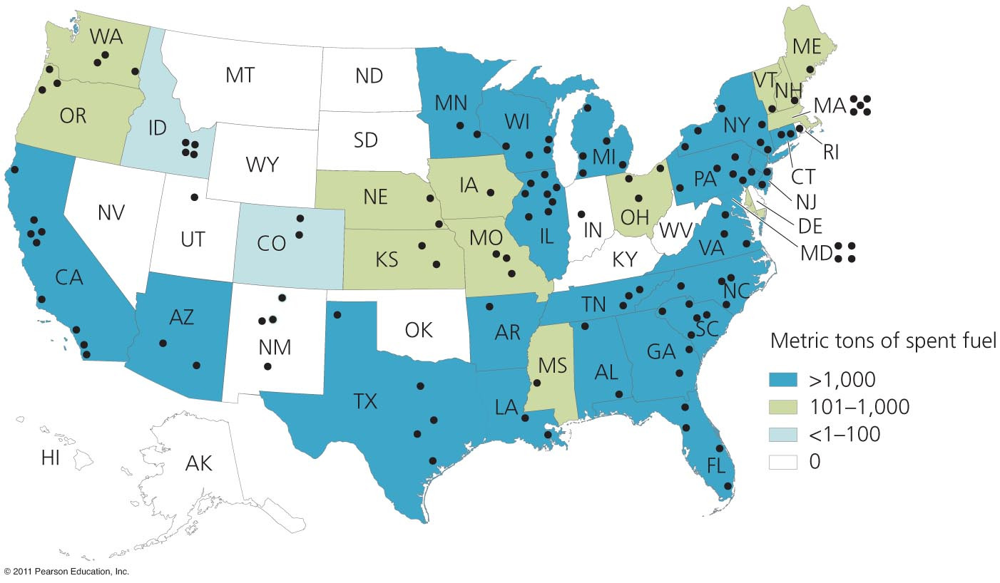 WA
MT
ND
ME
VT
NH
MN
MA
OR
ID
WI
NY
SD
MI
RI
WY
CT
PA
IA
NE
NJ
NV
OH
DE
UT
CO
IL
IN
WV
MD
MO
VA
KS
KY
CA
NC
TN
AZ
OK
AR
SC
NM
GA
MS
AL
TX
LA
FL
HI
AK
Metric tons of spent fuel
>1,000
101–1,000
<1–100
0
© 2011 Pearson Education, Inc.